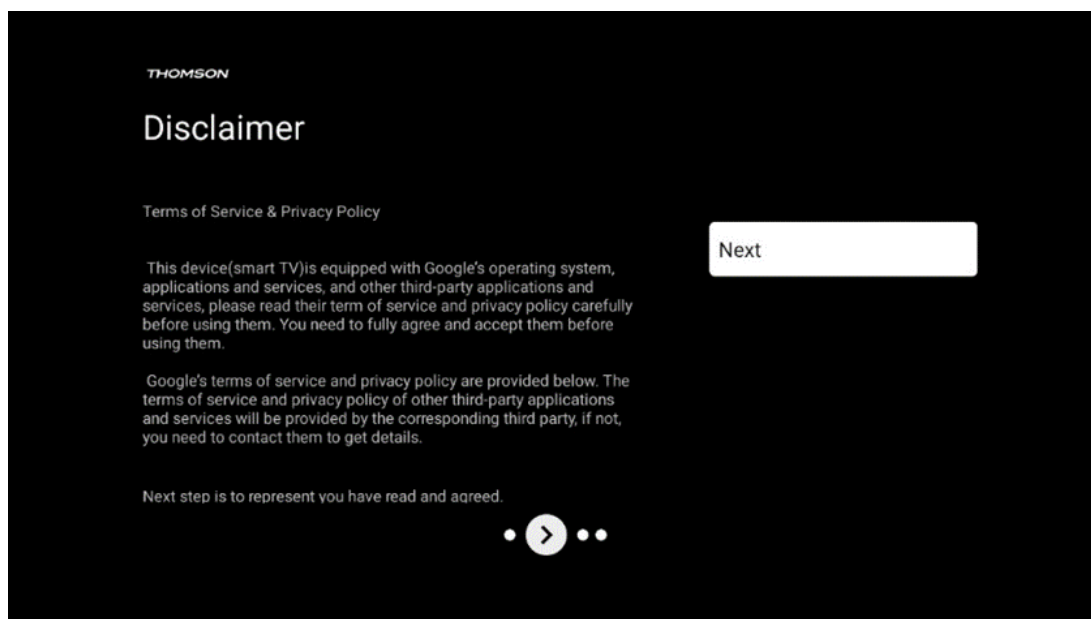 THOMSON
Disclaimer
Terms of Service & Privacy Policy
This device(smart TV)is equipped with Google's operating system,
applications and services, and other third-party applications and
services, please read their term of service and privacy policy carefully
before using them. You need to fully agree and accept them before
using them.
Google's terms of service and privacy policy are provided below. The
terms of service and privacy policy of other third-party applications
and services will be provided by the corresponding third party, if not,
you need to contact them to get details.
Next step is to represent you have read and agreed.
Next